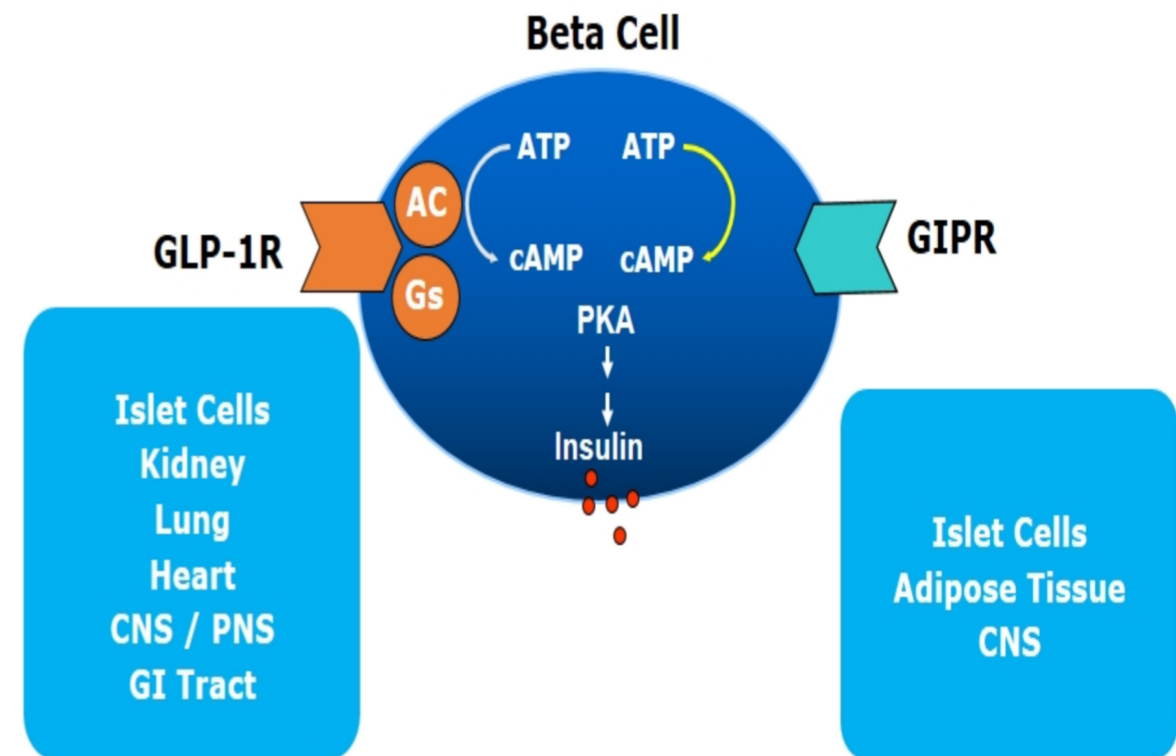 Beta Cell
ATP ATP
AC
GLP-1R
GIPR
cAMP cAMP
Gs
PKA
Insulin
Islet Cells
Kidney
Lung
Heart
CNS / PNS
GI Tract
Islet Cells
Adipose Tissue
CNS